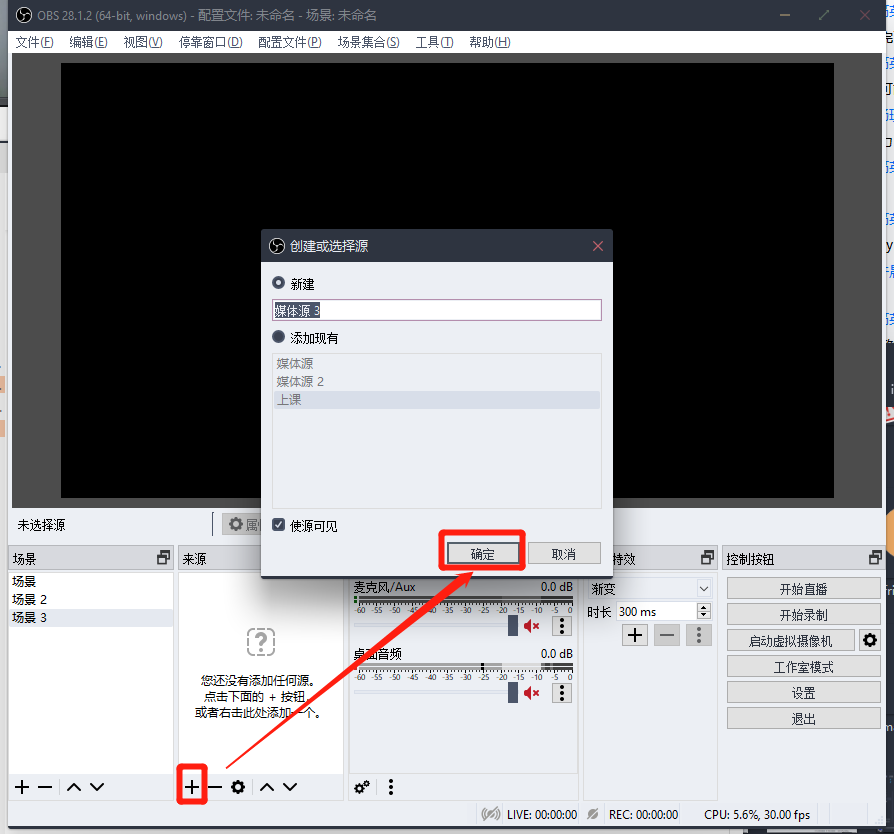 OBS 28.1.2 (64-bit, windows) - 配置文件: 未命名 - 场景: 未命名
文件(F) 编辑(E) 视图(V) 停靠窗口(D) 配置文件(P) 场景集合(S) 工具(T) 帮助(H)
创建或选择源
新建
媒体源 3
添加现有
媒体源
媒体源 2
上课
使源可见
确定 取消
未选择源
场景
场景
场景 2
场景 3
来源
您还没有添加任何源。
点击下面的 + 按钮,
或者右击此处添加一个。
麦克风/Aux 0.0 dB
-60 -55 -50 -45 -40 -35 -30 -25 -20 -15 -10 -5 0
桌面音频 0.0 dB
-60 -55 -50 -45 -40 -35 -30 -25 -20 -15 -10 -5 0
特效
渐变
时长 300 ms
控制按钮
开始直播
开始录制
启动虚拟摄像机
工作室模式
设置
退出
LIVE: 00:00:00 REC: 00:00:00 CPU: 5.6%, 30.00 fps